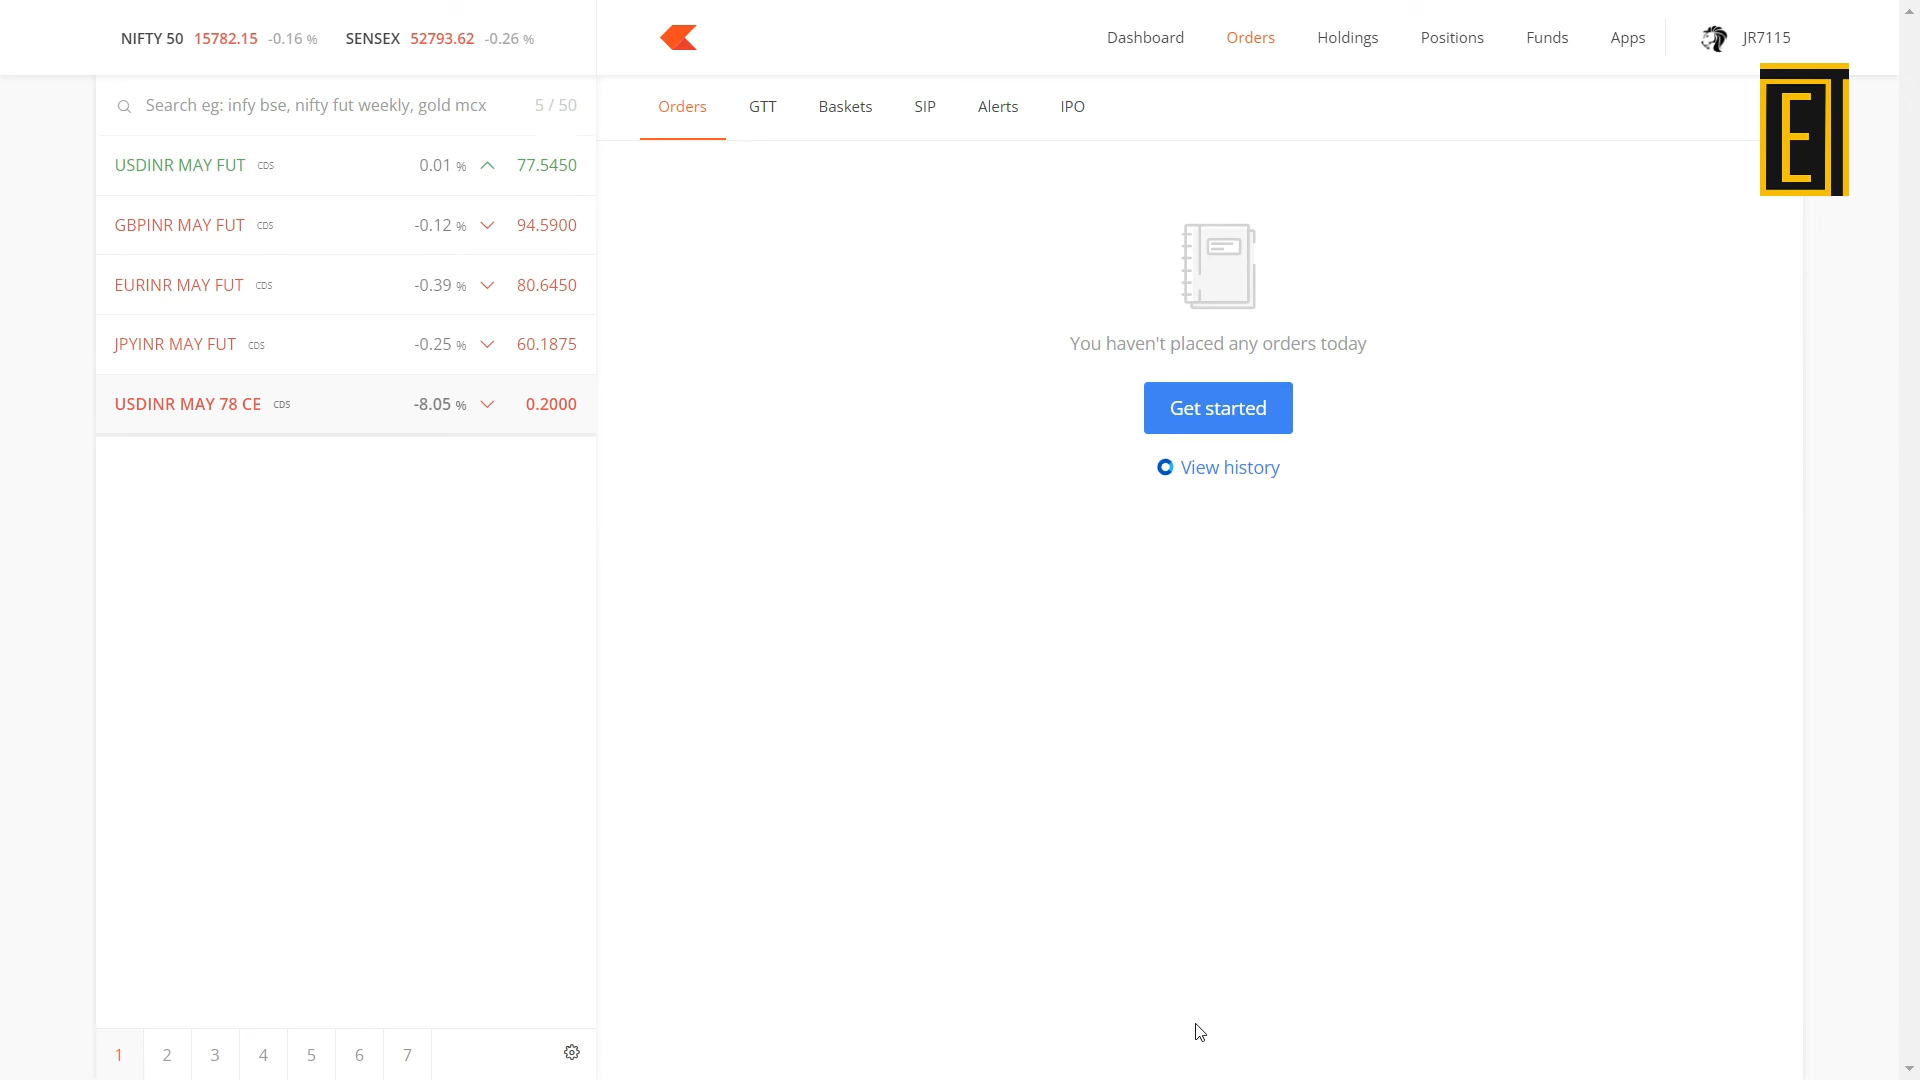 NIFTY 50 15782.15 -0.16 % SENSEX 52793.62 -0.26 %
Dashboard Orders Holdings Positions Funds Apps JR7115
Search eg: infy bse, nifty fut weekly, gold mcx 5 / 50
Orders GTT Baskets SIP Alerts IPO
E
USDINR MAY FUT CDS 0.01 % 77.5450
GBPINR MAY FUT CDS -0.12 % 94.5900
EURINR MAY FUT CDS -0.39 % 80.6450
JPYINR MAY FUT CDS -0.25 % 60.1875
USDINR MAY 78 CE CDS -8.05 % 0.2000
You haven't placed any orders today
Get started
View history
1 2 3 4 5 6 7